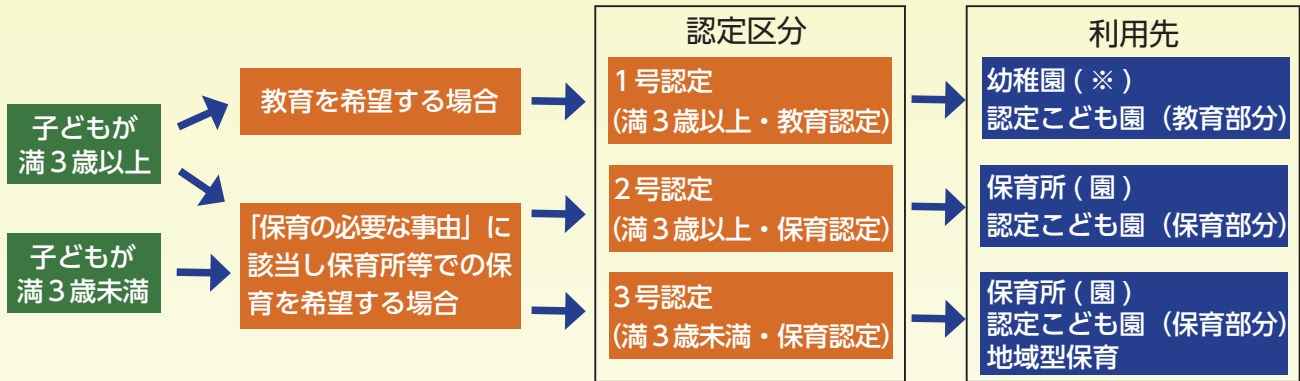 認定区分
利用先
子どもが
満３歳以上
教育を希望する場合
１号認定
(満３歳以上・教育認定)
幼稚園(※)
認定こども園（教育部分）
子どもが
満３歳未満
「保育の必要な事由」に
該当し保育所等での保
育を希望する場合
２号認定
(満３歳以上・保育認定)
保育所(園)
認定こども園（保育部分）
３号認定
(満３歳未満・保育認定)
保育所(園)
認定こども園（保育部分）
地域型保育